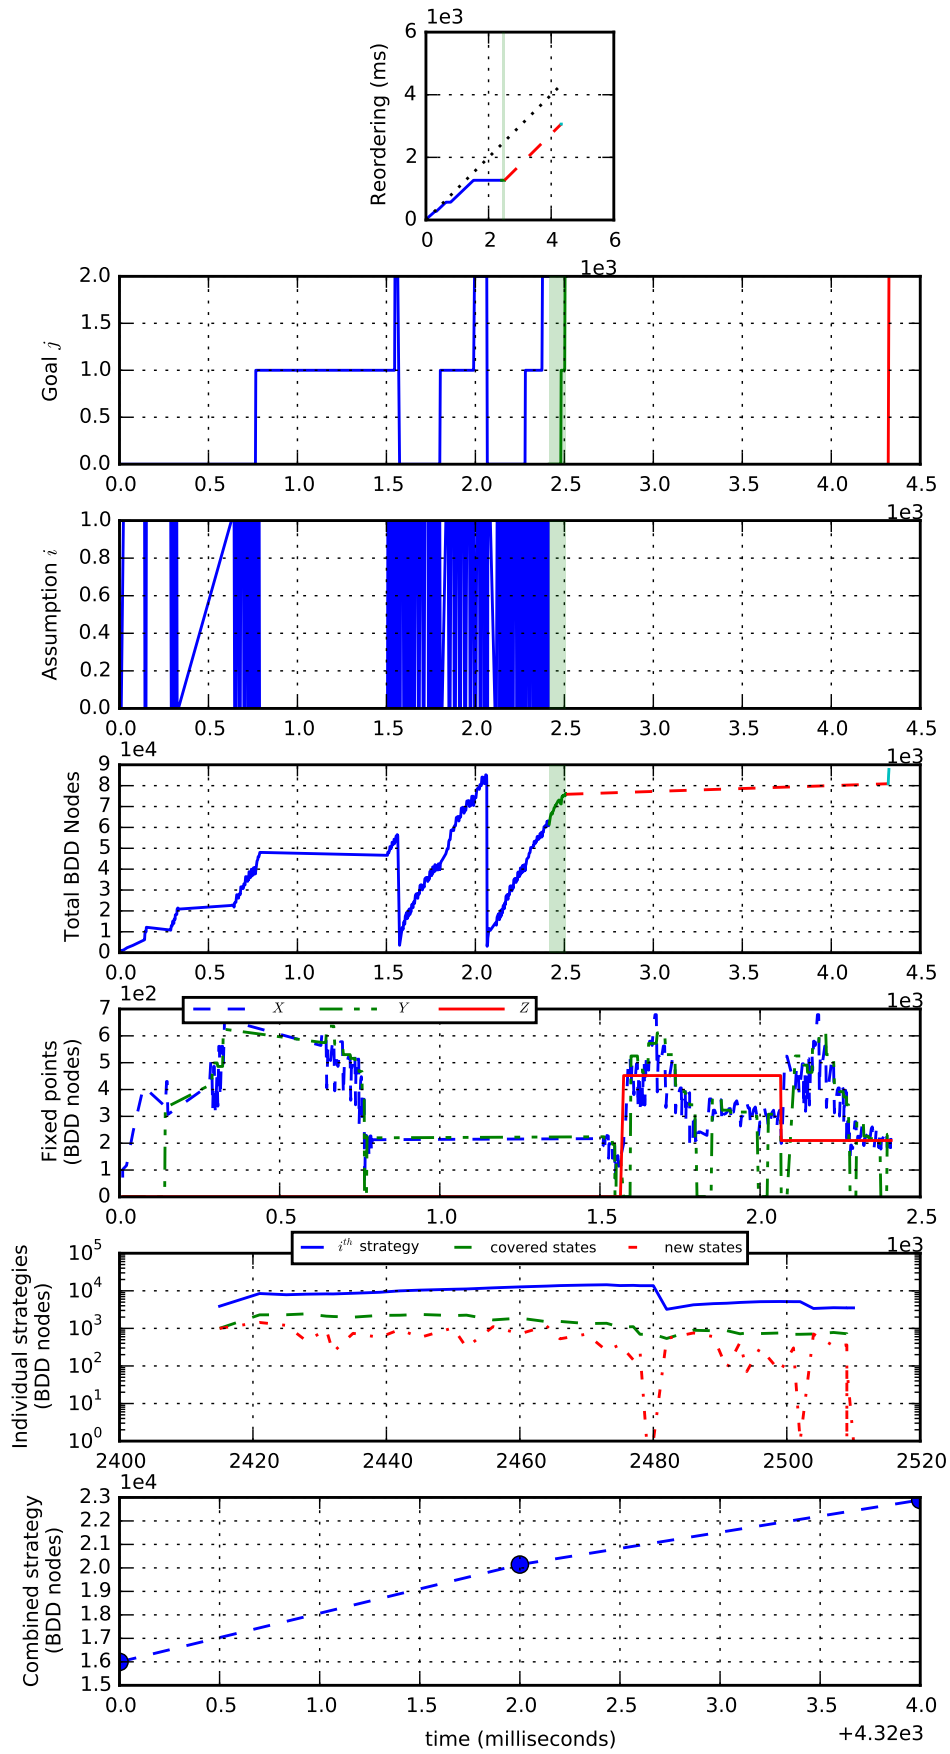 1e3
Reordering (ms)
6
4
2
0
0 2 4 6
1e3
Goal j
2.0
1.5
1.0
0.5
0.0
0.0 0.5 1.0 1.5 2.0 2.5 3.0 3.5 4.0 4.5
1e3
Assumption i
1.0
0.8
0.6
0.4
0.2
0.0
0.0 0.5 1.0 1.5 2.0 2.5 3.0 3.5 4.0 4.5
1e3
1e4
Total BDD Nodes
9
8
7
6
5
4
3
2
1
0
0.0 0.5 1.0 1.5 2.0 2.5 3.0 3.5 4.0 4.5
1e3
1e2
X Y Z
Fixed points
(BDD nodes)
7
6
5
4
3
2
1
0
0.0 0.5 1.0 1.5 2.0 2.5
1e3
i^th strategy covered states new states
Individual strategies
(BDD nodes)
10^5
10^4
10^3
10^2
10^1
10^0
2400 2420 2440 2460 2480 2500 2520
1e4
Combined strategy
(BDD nodes)
2.3
2.2
2.1
2.0
1.9
1.8
1.7
1.6
1.5
0.0 0.5 1.0 1.5 2.0 2.5 3.0 3.5 4.0
+4.32e3
time (milliseconds)